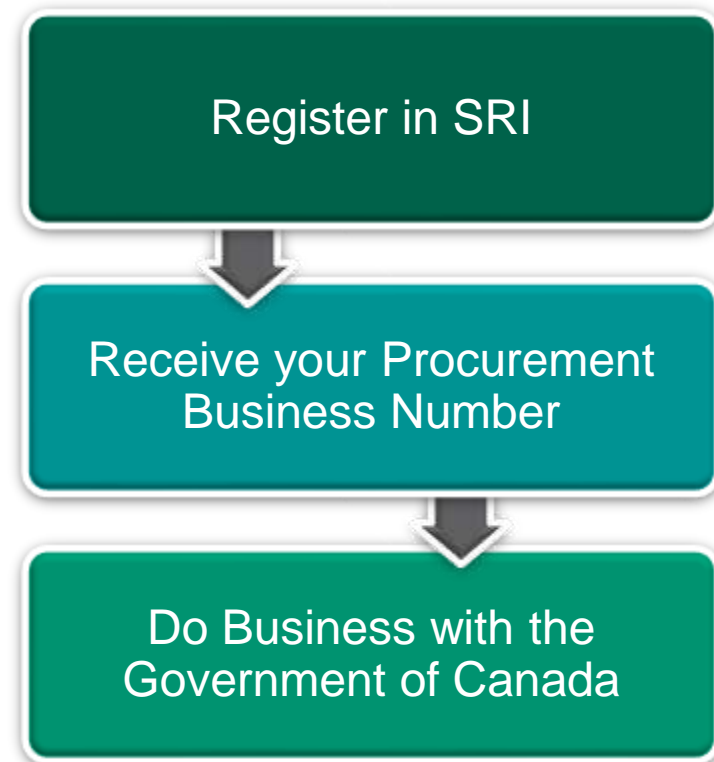 Register in SRI
Receive your Procurement
Business Number
Do Business with the
Government of Canada